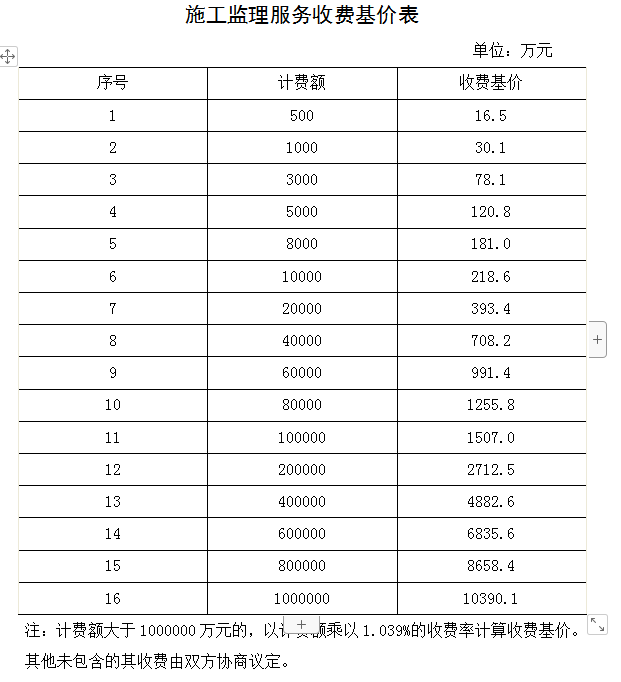 施工监理服务收费基价表
单位：万元
序号 计费额 收费基价
1 500 16.5
2 1000 30.1
3 3000 78.1
4 5000 120.8
5 8000 181.0
6 10000 218.6
7 20000 393.4
8 40000 708.2
9 60000 991.4
10 80000 1255.8
11 100000 1507.0
12 200000 2712.5
13 400000 4882.6
14 600000 6835.6
15 800000 8658.4
16 1000000 10390.1
注：计费额大于1000000万元的，以计费额乘以1.039%的收费率计算收费基价。
其他未包含的其收费由双方协商议定。